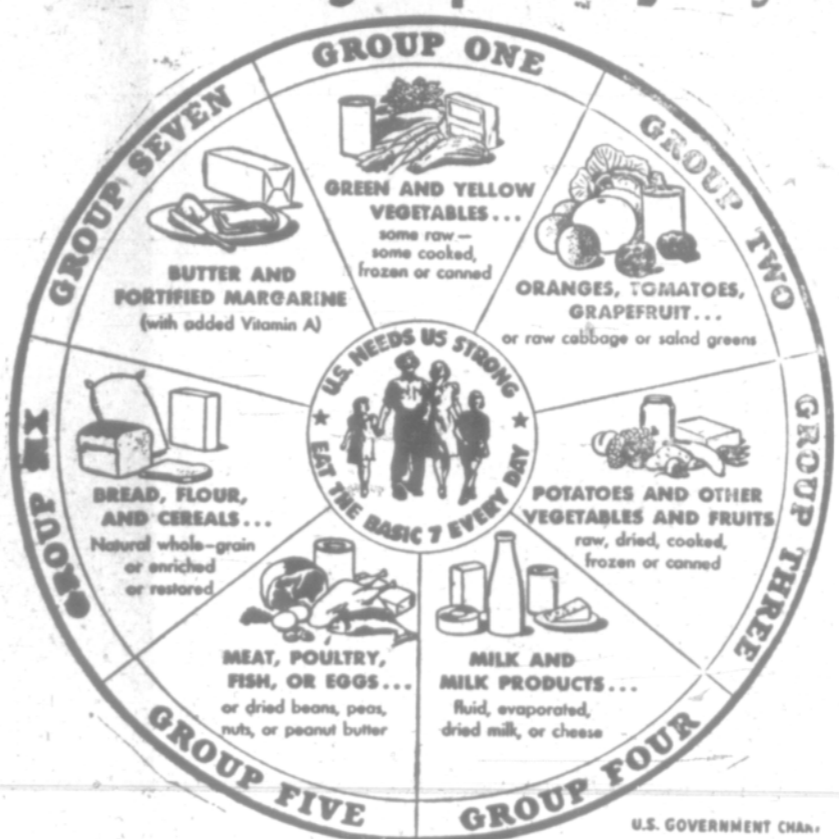 GROUP ONE
GREEN AND YELLOW
VEGETABLES...
some raw—
some cooked,
frozen or canned
GROUP TWO
ORANGES, TOMATOES,
GRAPEFRUIT...
or raw cabbage or salad greens
GROUP THREE
POTATOES AND OTHER
VEGETABLES AND FRUITS
raw, dried, cooked,
frozen or canned
GROUP FOUR
MILK AND
MILK PRODUCTS...
fluid, evaporated,
dried milk, or cheese
GROUP FIVE
MEAT, POULTRY,
FISH, OR EGGS...
or dried beans, peas,
nuts, or peanut butter
GROUP SIX
BREAD, FLOUR,
AND CEREALS...
Natural whole-grain
or enriched
or restored
GROUP SEVEN
BUTTER AND
FORTIFIED MARGARINE
(with added Vitamin A)
U.S. NEEDS US STRONG
EAT THE BASIC 7 EVERY DAY
U.S. GOVERNMENT CHART